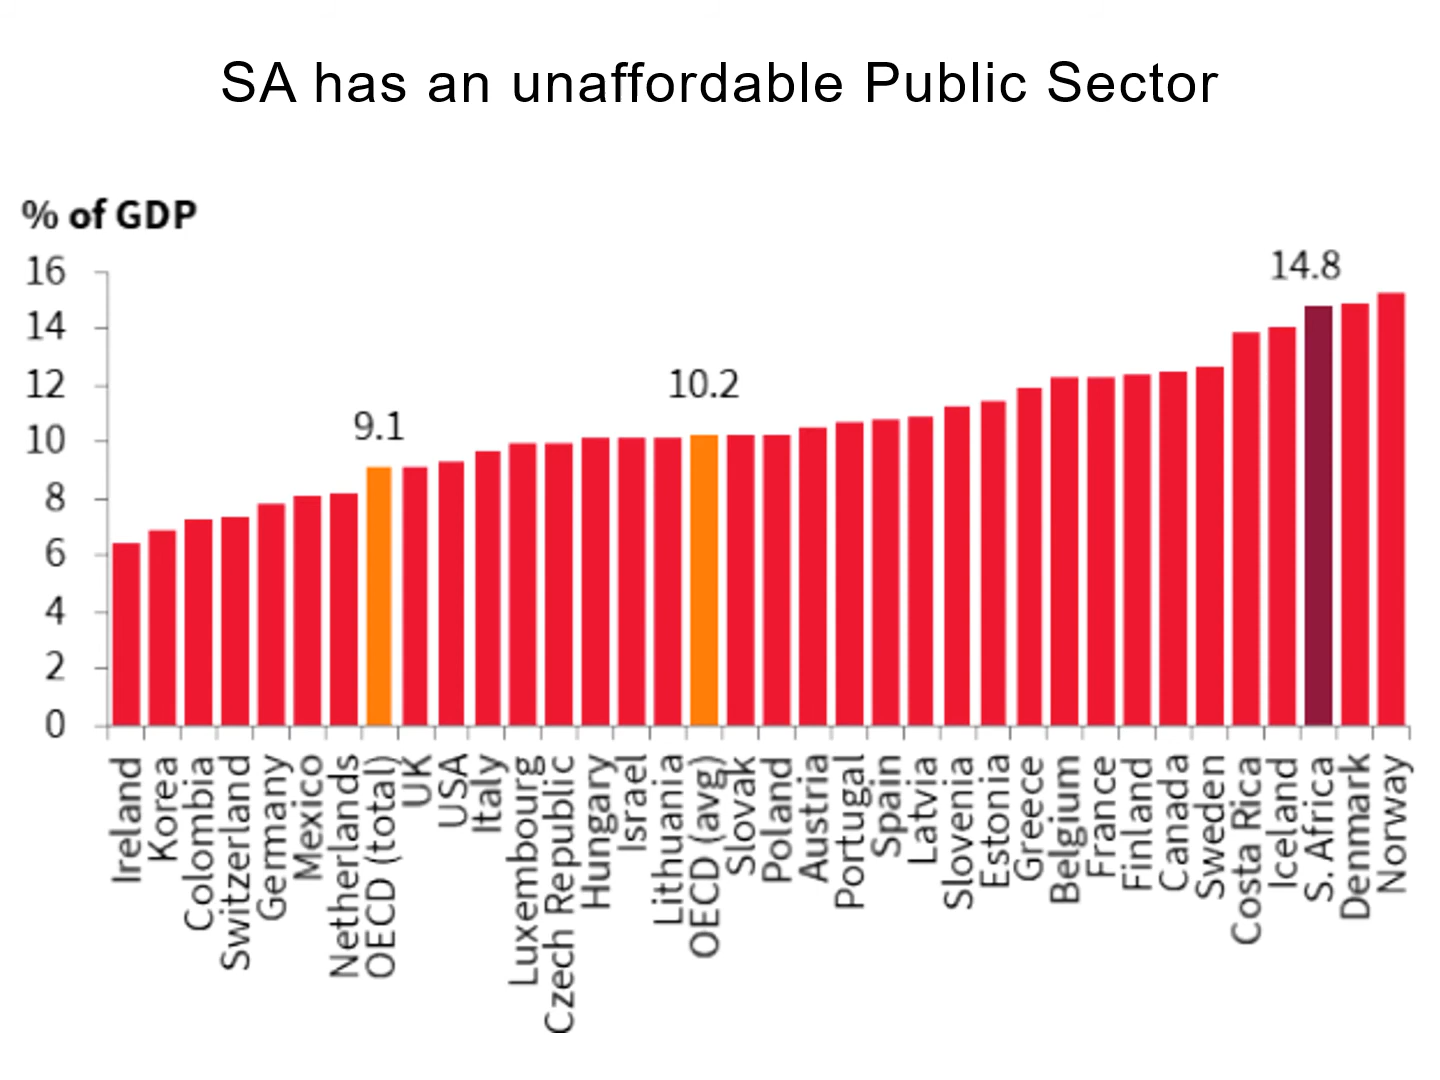 SA has an unaffordable Public Sector
% of GDP
16
14
12
10
8
6
4
2
0
9.1
10.2
14.8
Ireland
Korea
Colombia
Switzerland
Germany
Mexico
Netherlands
OECD (total)
UK
USA
Italy
Luxembourg
Czech Republic
Hungary
Israel
Lithuania
OECD (avg)
Slovak
Poland
Austria
Portugal
Spain
Latvia
Slovenia
Estonia
Greece
Belgium
France
Finland
Canada
Sweden
Costa Rica
Iceland
S. Africa
Denmark
Norway